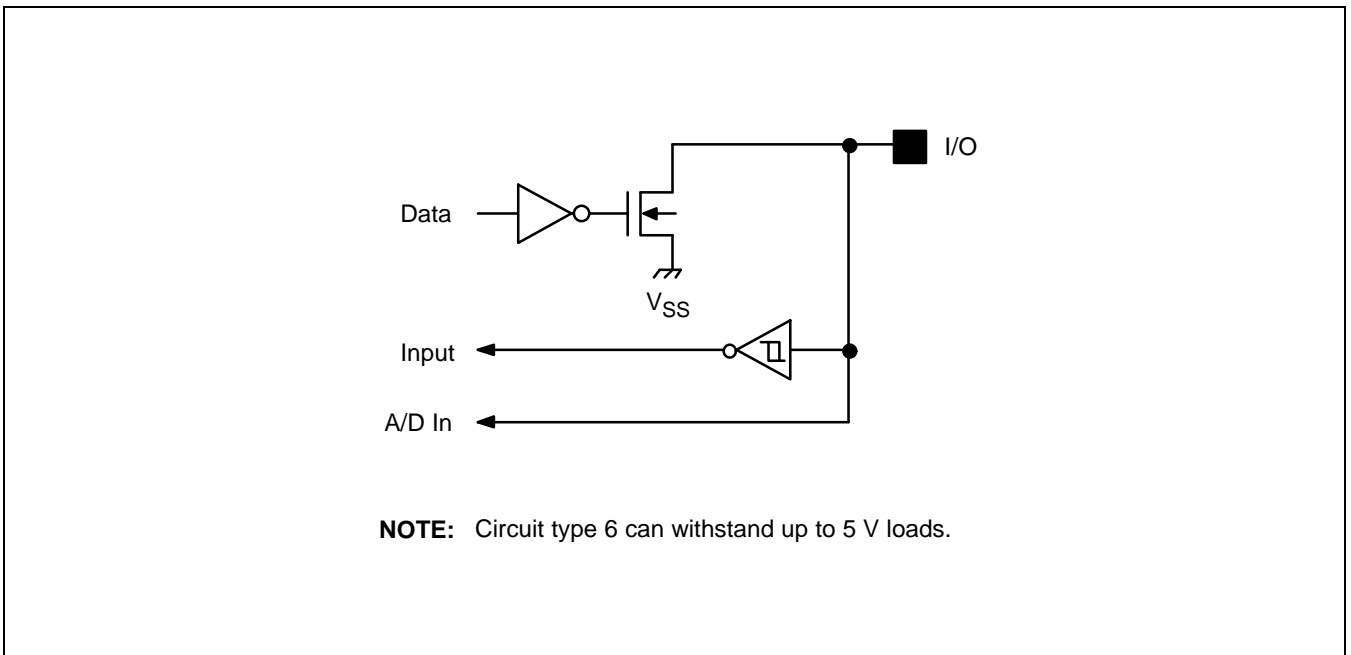 I/O
Data
VSS
Input
A/D In
NOTE: Circuit type 6 can withstand up to 5 V loads.